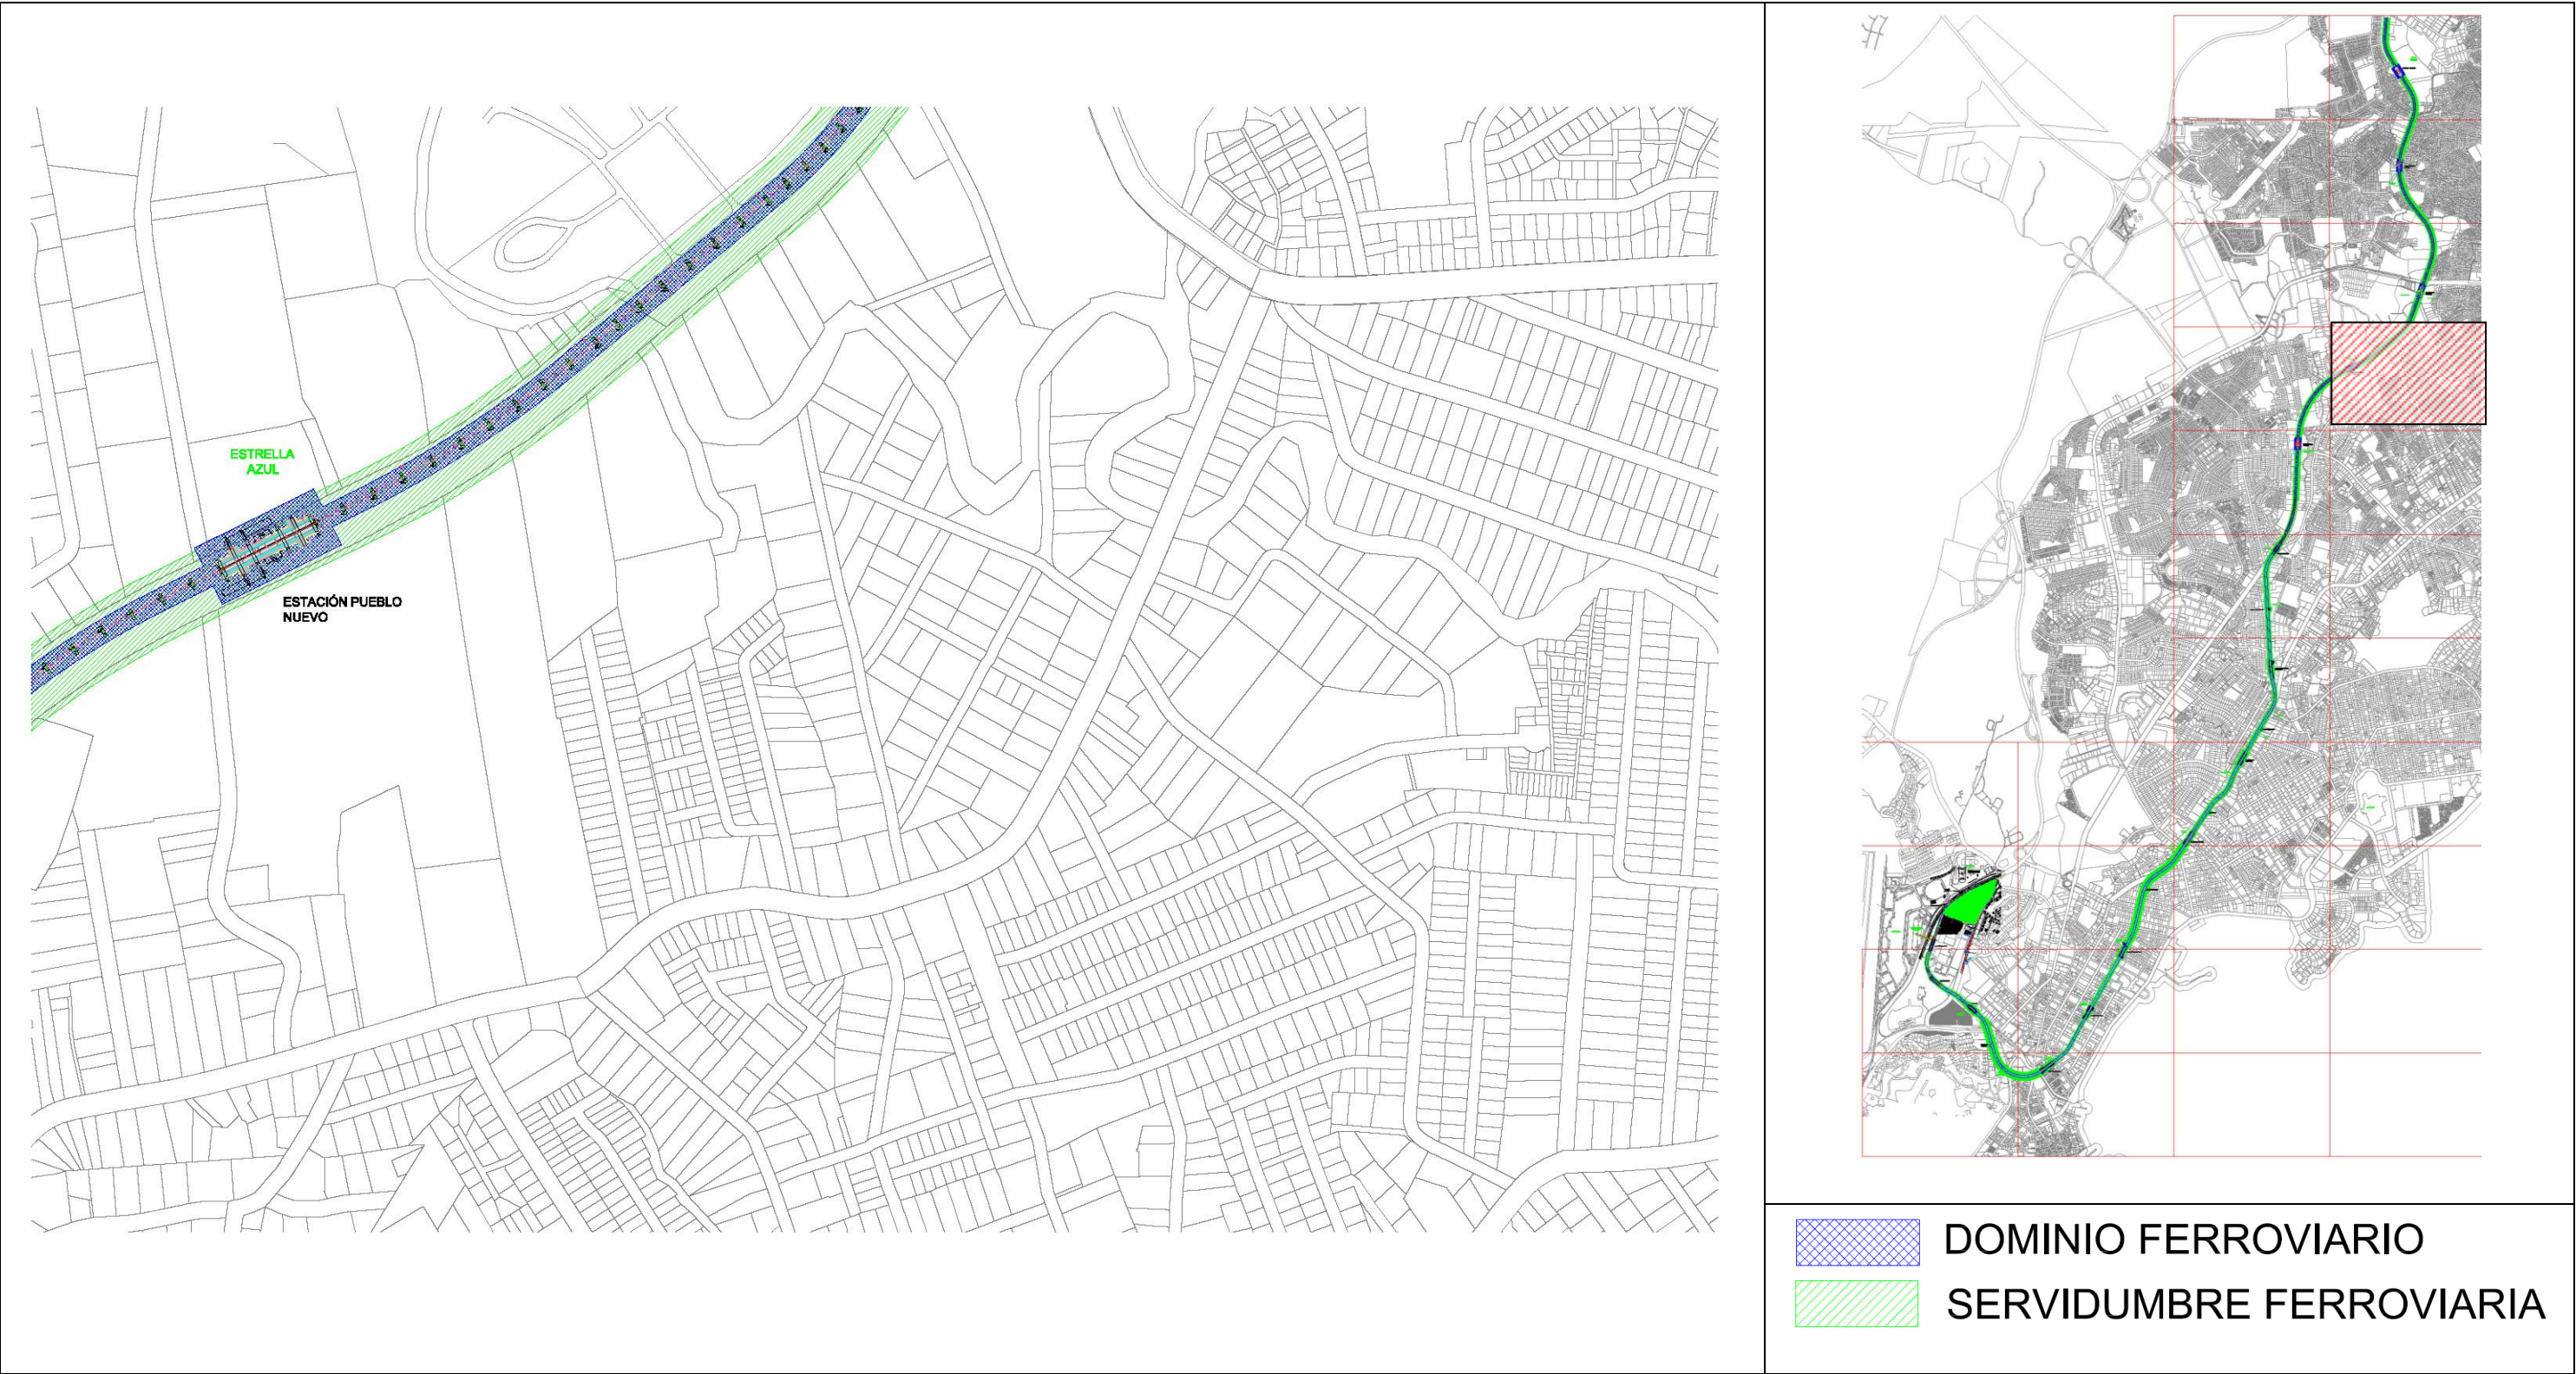 ESTRELLA
AZUL
ESTACIÓN PUEBLO
NUEVO
DOMINIO FERROVIARIO
SERVIDUMBRE FERROVIARIA